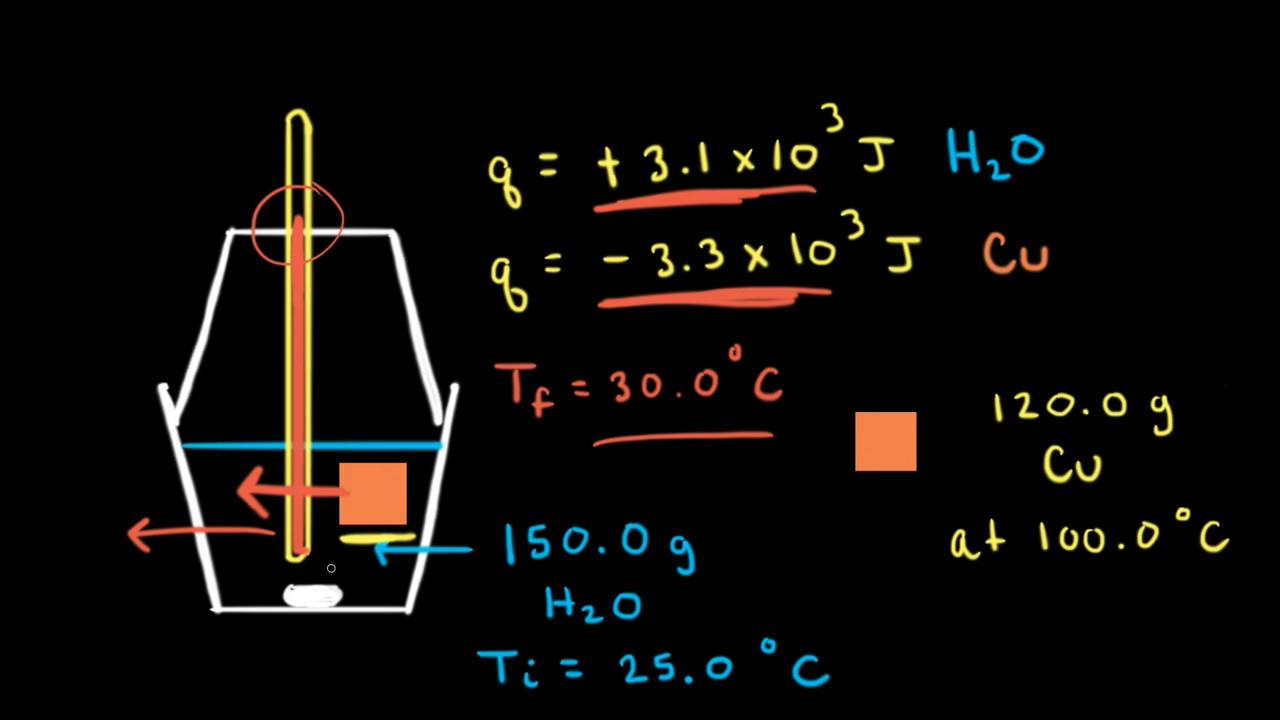 q = + 3.1 x 10³ J H₂O
q = - 3.3 x 10³ J Cu
T_f = 30.0°C
120.0 g
Cu
at 100.0°C
150.0 g
H₂O
Ti = 25.0°C